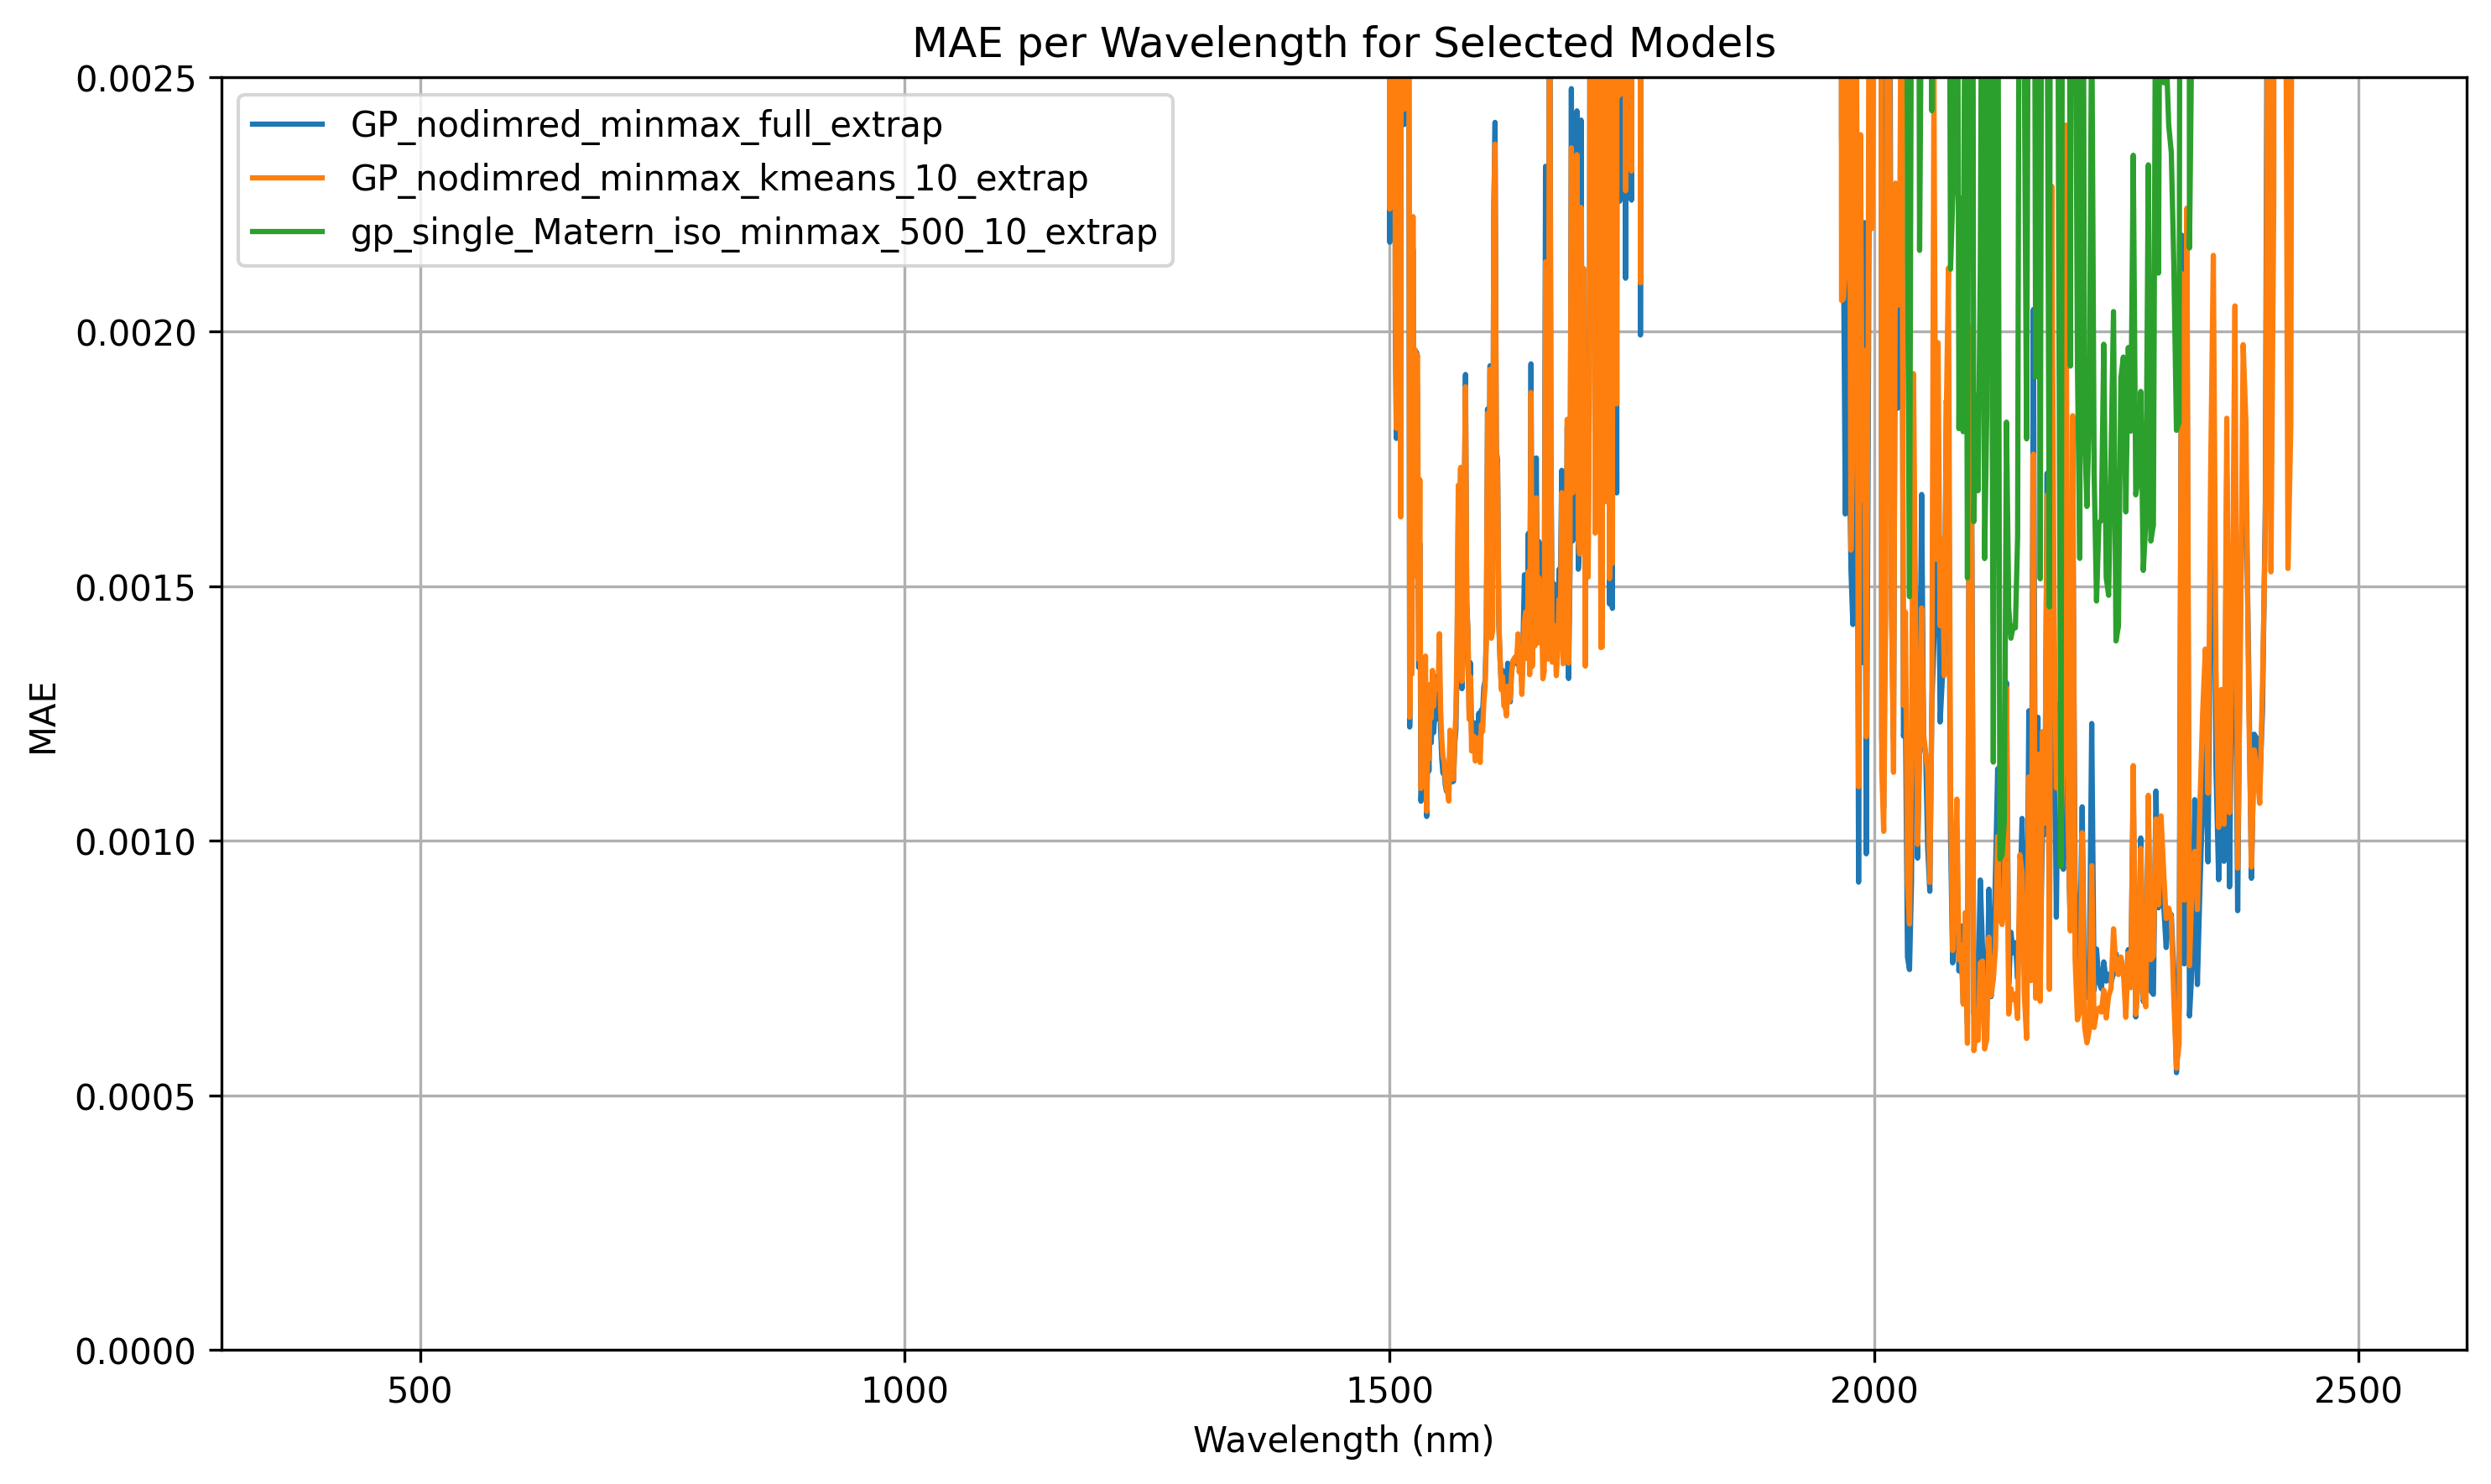 MAE per Wavelength for Selected Models
0.0025
GP_nodimred_minmax_full_extrap
GP_nodimred_minmax_kmeans_10_extrap
gp_single_Matern_iso_minmax_500_10_extrap
0.0020
0.0015
MAE
0.0010
0.0005
0.0000
500 1000 1500 2000 2500
Wavelength (nm)